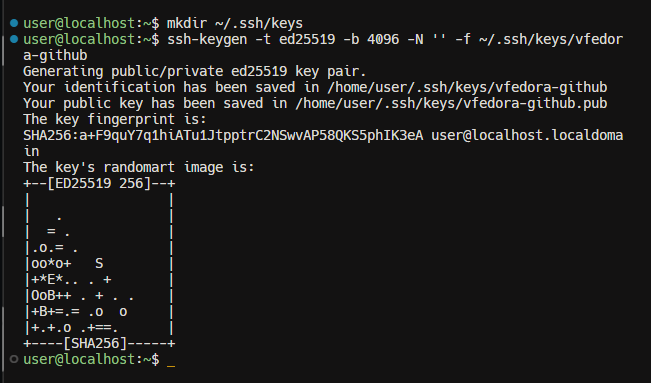 user@localhost:~$ mkdir ~/.ssh/keys
user@localhost:~$ ssh-keygen -t ed25519 -b 4096 -N '' -f ~/.ssh/keys/vfedor
a-github
Generating public/private ed25519 key pair.
Your identification has been saved in /home/user/.ssh/keys/vfedora-github
Your public key has been saved in /home/user/.ssh/keys/vfedora-github.pub
The key fingerprint is:
SHA256:a+F9quY7q1hiATu1JtpptrC2NSwvAP58QKS5phIK3eA user@localhost.localdoma
in
The key's randomart image is:
+--[ED25519 256]--+
|                 |
|   .             |
|  = .            |
|.o.= .           |
|oo*o+   S        |
|+*E*.. . +       |
|OoB++ . + . .    |
|+B+=.= .o  o     |
|+.+.o .+==.      |
+----[SHA256]-----+
user@localhost:~$ _